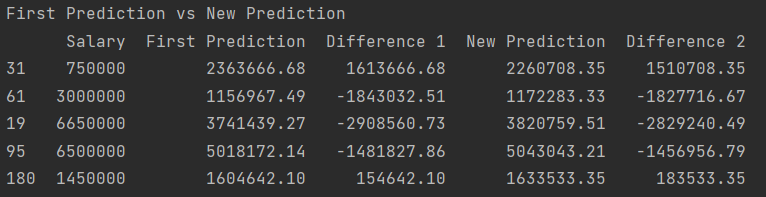 First Prediction vs New Prediction
Salary First Prediction Difference 1 New Prediction Difference 2
31 750000 2363666.68 1613666.68 2260708.35 1510708.35
61 3000000 1156967.49 -1843032.51 1172283.33 -1827716.67
19 6650000 3741439.27 -2908560.73 3820759.51 -2829240.49
95 6500000 5018172.14 -1481827.86 5043043.21 -1456956.79
180 1450000 1604642.10 154642.10 1633533.35 183533.35